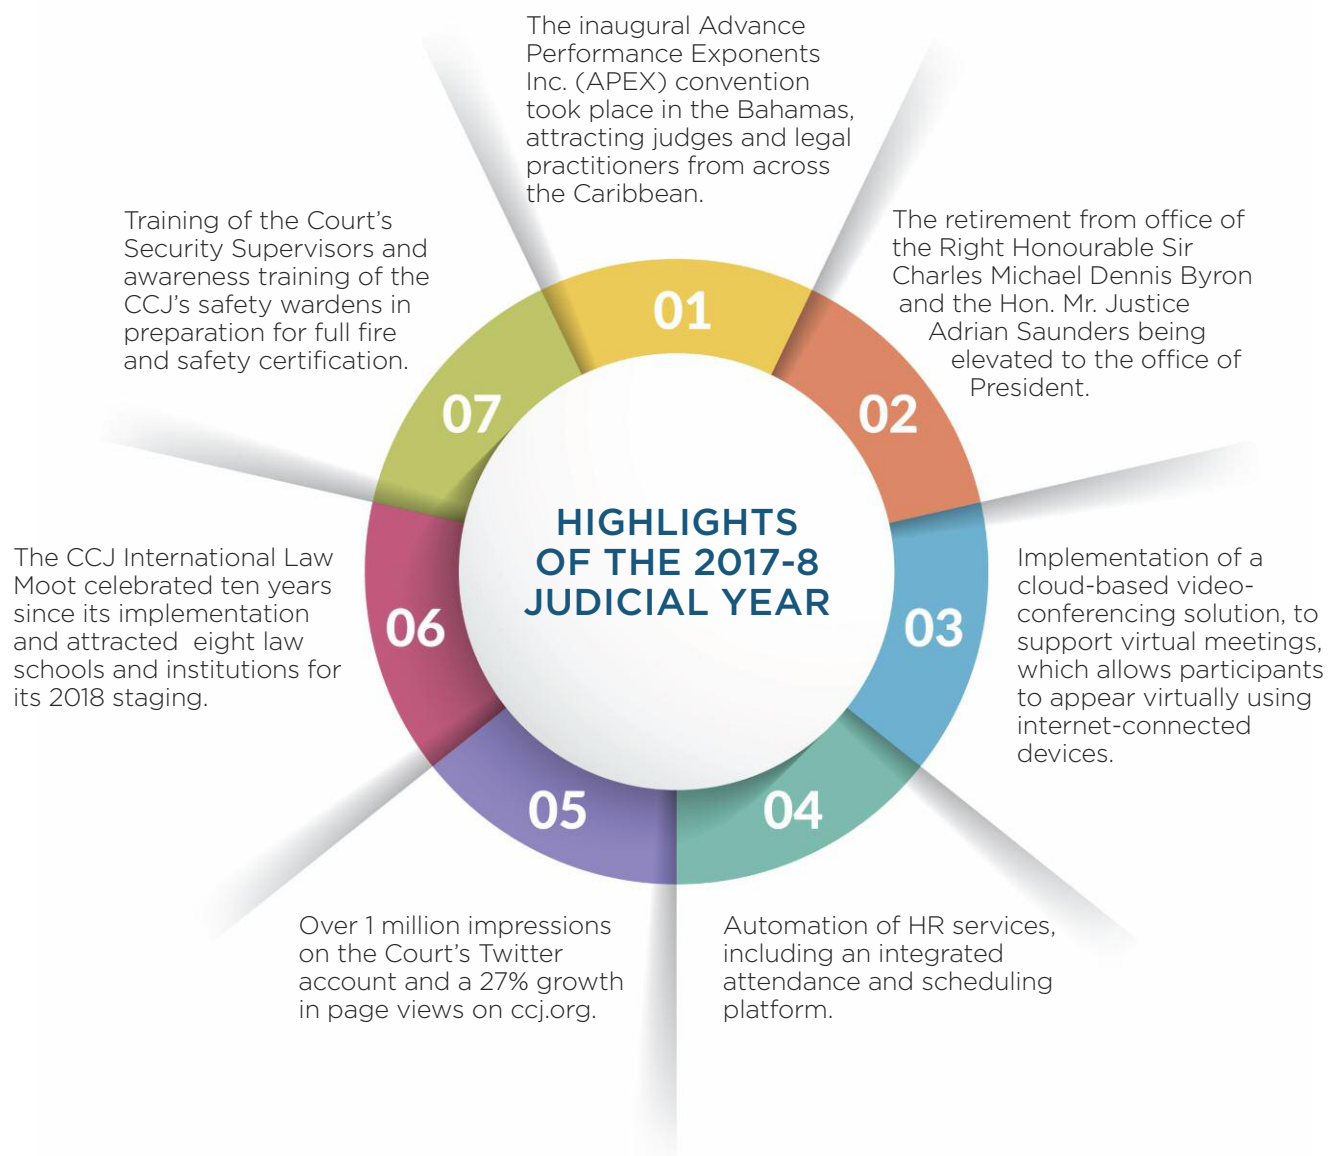 The inaugural Advance
Performance Exponents
Inc. (APEX) convention
took place in the Bahamas,
attracting judges and legal
practitioners from across
the Caribbean.
01
The retirement from office of
the Right Honourable Sir
Charles Michael Dennis Byron
and the Hon. Mr. Justice
Adrian Saunders being
elevated to the office of
President.
02
Implementation of a
cloud-based video-
conferencing solution, to
support virtual meetings,
which allows participants
to appear virtually using
internet-connected
devices.
03
Automation of HR services,
including an integrated
attendance and scheduling
platform.
04
Over 1 million impressions
on the Court’s Twitter
account and a 27% growth
in page views on ccj.org.
05
The CCJ International Law
Moot celebrated ten years
since its implementation
and attracted  eight law
schools and institutions for
its 2018 staging.
06
Training of the Court’s
Security Supervisors and
awareness training of the
CCJ’s safety wardens in
preparation for full fire
and safety certification.
07
HIGHLIGHTS
OF THE 2017-8
JUDICIAL YEAR